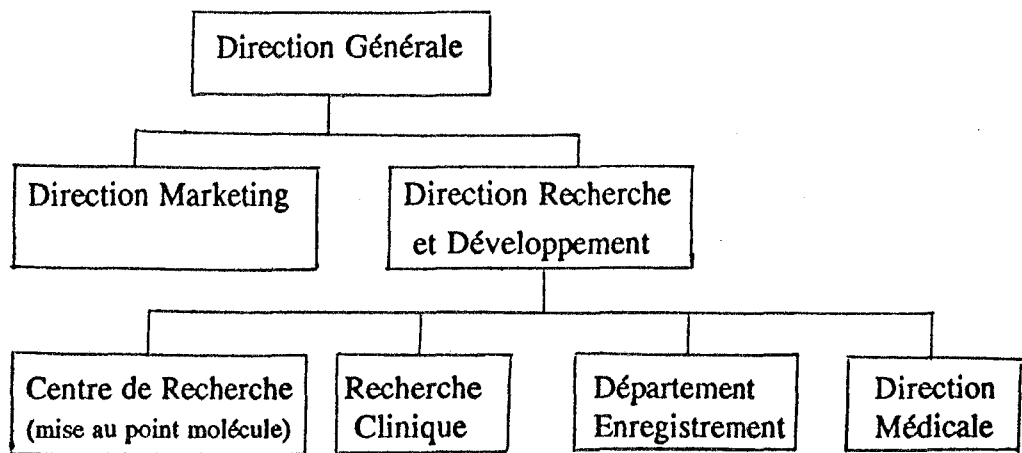 Direction Générale
Direction Marketing
Direction Recherche
et Développement
Centre de Recherche
(mise au point molécule)
Recherche
Clinique
Département
Enregistrement
Direction
Médicale